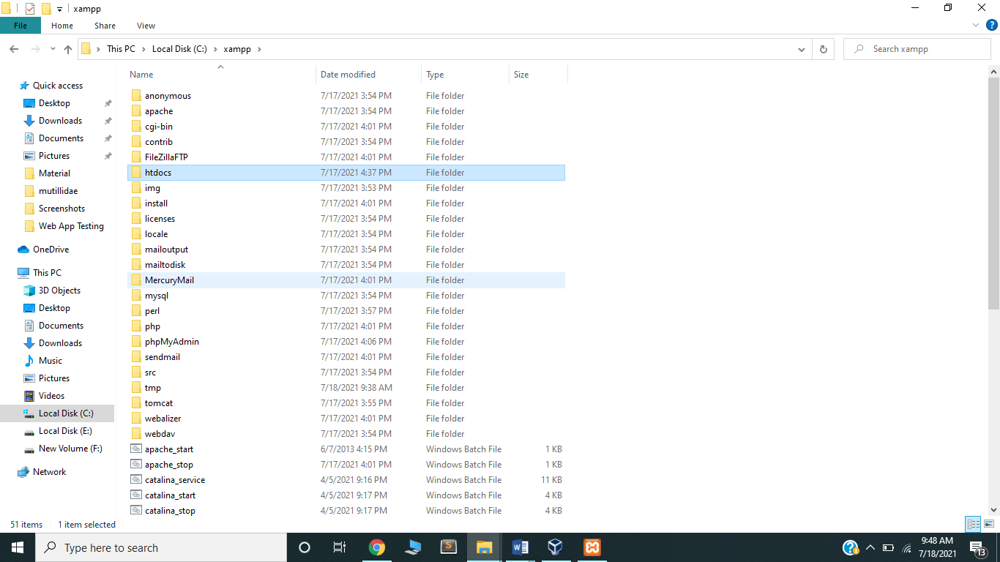 xampp
File Home Share View
This PC Local Disk (C:) xampp
Search xampp
Name Date modified Type Size
Quick access
Desktop
Downloads
Documents
Pictures
Material
mutillidae
Screenshots
Web App Testing
OneDrive
This PC
3D Objects
Desktop
Documents
Downloads
Music
Pictures
Videos
Local Disk (C:)
Local Disk (E:)
New Volume (F:)
Network
anonymous 7/17/2021 3:54 PM File folder
apache 7/17/2021 3:54 PM File folder
cgi-bin 7/17/2021 4:01 PM File folder
contrib 7/17/2021 3:54 PM File folder
FileZillaFTP 7/17/2021 4:01 PM File folder
htdocs 7/17/2021 4:37 PM File folder
img 7/17/2021 3:53 PM File folder
install 7/17/2021 4:01 PM File folder
licenses 7/17/2021 3:54 PM File folder
locale 7/17/2021 3:54 PM File folder
mailoutput 7/17/2021 3:54 PM File folder
mailtodisk 7/17/2021 3:54 PM File folder
MercuryMail 7/17/2021 4:01 PM File folder
mysql 7/17/2021 3:54 PM File folder
perl 7/17/2021 3:57 PM File folder
php 7/17/2021 4:01 PM File folder
phpMyAdmin 7/17/2021 4:06 PM File folder
sendmail 7/17/2021 4:01 PM File folder
src 7/17/2021 3:54 PM File folder
tmp 7/18/2021 9:38 AM File folder
tomcat 7/17/2021 3:55 PM File folder
webalizer 7/17/2021 4:01 PM File folder
webdav 7/17/2021 3:54 PM File folder
apache_start 6/7/2013 4:15 PM Windows Batch File 1 KB
apache_stop 7/17/2021 4:01 PM Windows Batch File 1 KB
catalina_service 4/5/2021 9:16 PM Windows Batch File 11 KB
catalina_start 4/5/2021 9:17 PM Windows Batch File 4 KB
catalina_stop 4/5/2021 9:17 PM Windows Batch File 4 KB
51 items 1 item selected
Type here to search
9:48 AM
7/18/2021
13